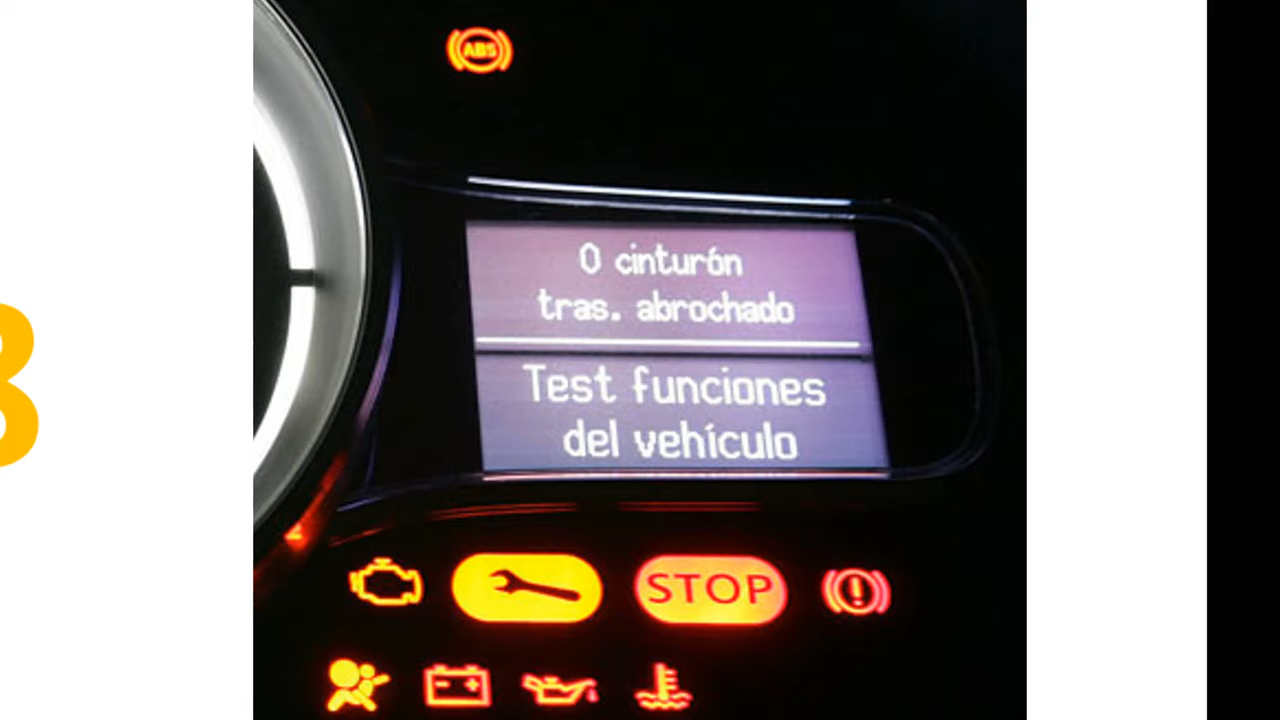 ABS
0 cinturón
tras. abrochado
Test funciones
del vehículo
STOP